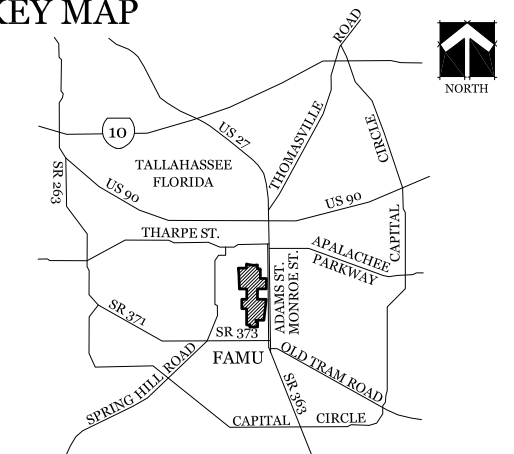 KEY MAP
ROAD
NORTH
10
US 27
THOMASVILLE
CIRCLE
TALLAHASSEE
FLORIDA
SR 263
US 90
US 90
THARPE ST.
CAPITAL
APALACHEE
PARKWAY
ADAMS ST.
MONROE ST.
SR 371
SR 373
FAMU
SPRING HILL ROAD
OLD TRAM ROAD
SR 363
CAPITAL CIRCLE